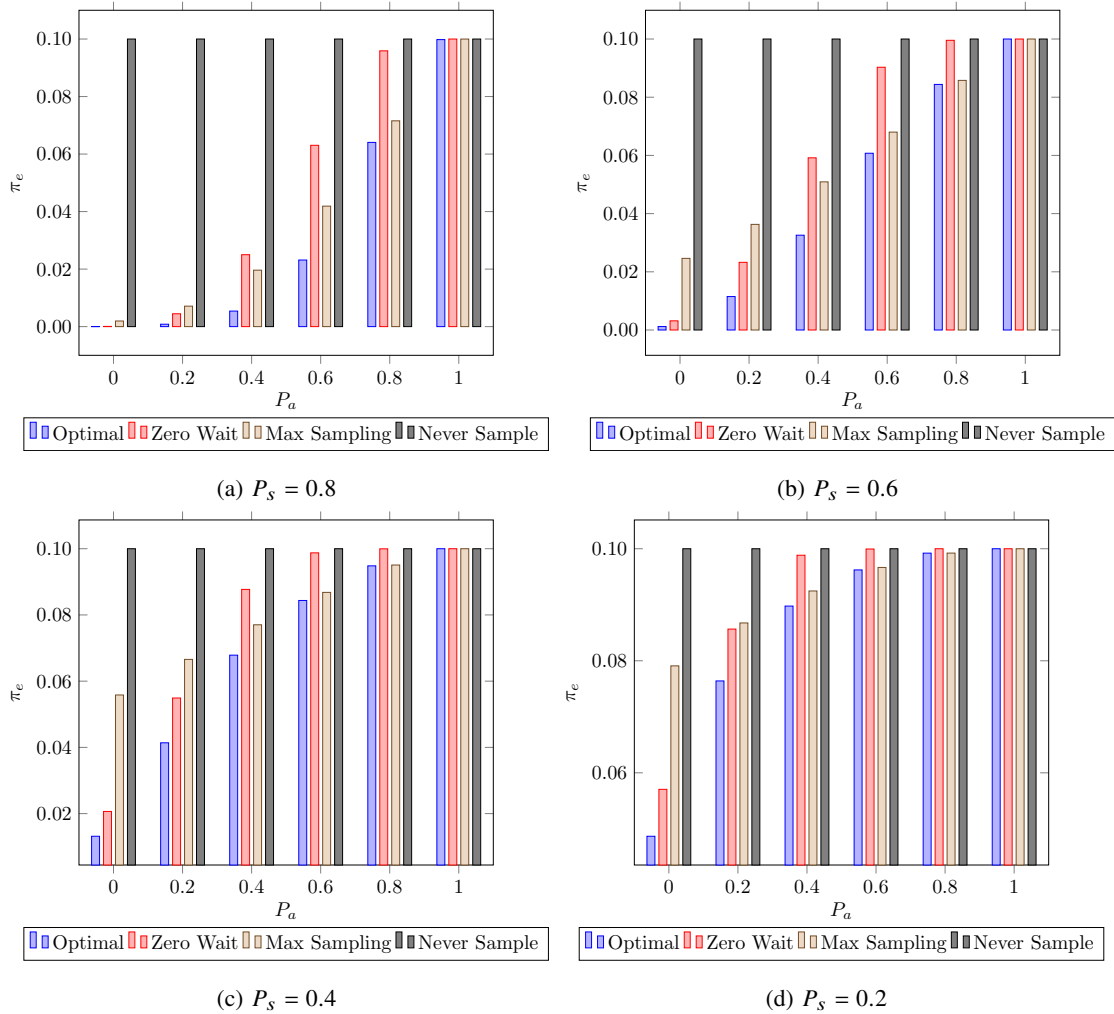 0.10
0.08
0.06
0.04
0.02
0.00
π_e
0 0.2 0.4 0.6 0.8 1
P_a
Optimal Zero Wait Max Sampling Never Sample
(a) P_s = 0.8
0.10
0.08
0.06
0.04
0.02
0.00
π_e
0 0.2 0.4 0.6 0.8 1
P_a
Optimal Zero Wait Max Sampling Never Sample
(b) P_s = 0.6
0.10
0.08
0.06
0.04
0.02
π_e
0 0.2 0.4 0.6 0.8 1
P_a
Optimal Zero Wait Max Sampling Never Sample
(c) P_s = 0.4
0.10
0.08
0.06
π_e
0 0.2 0.4 0.6 0.8 1
P_a
Optimal Zero Wait Max Sampling Never Sample
(d) P_s = 0.2